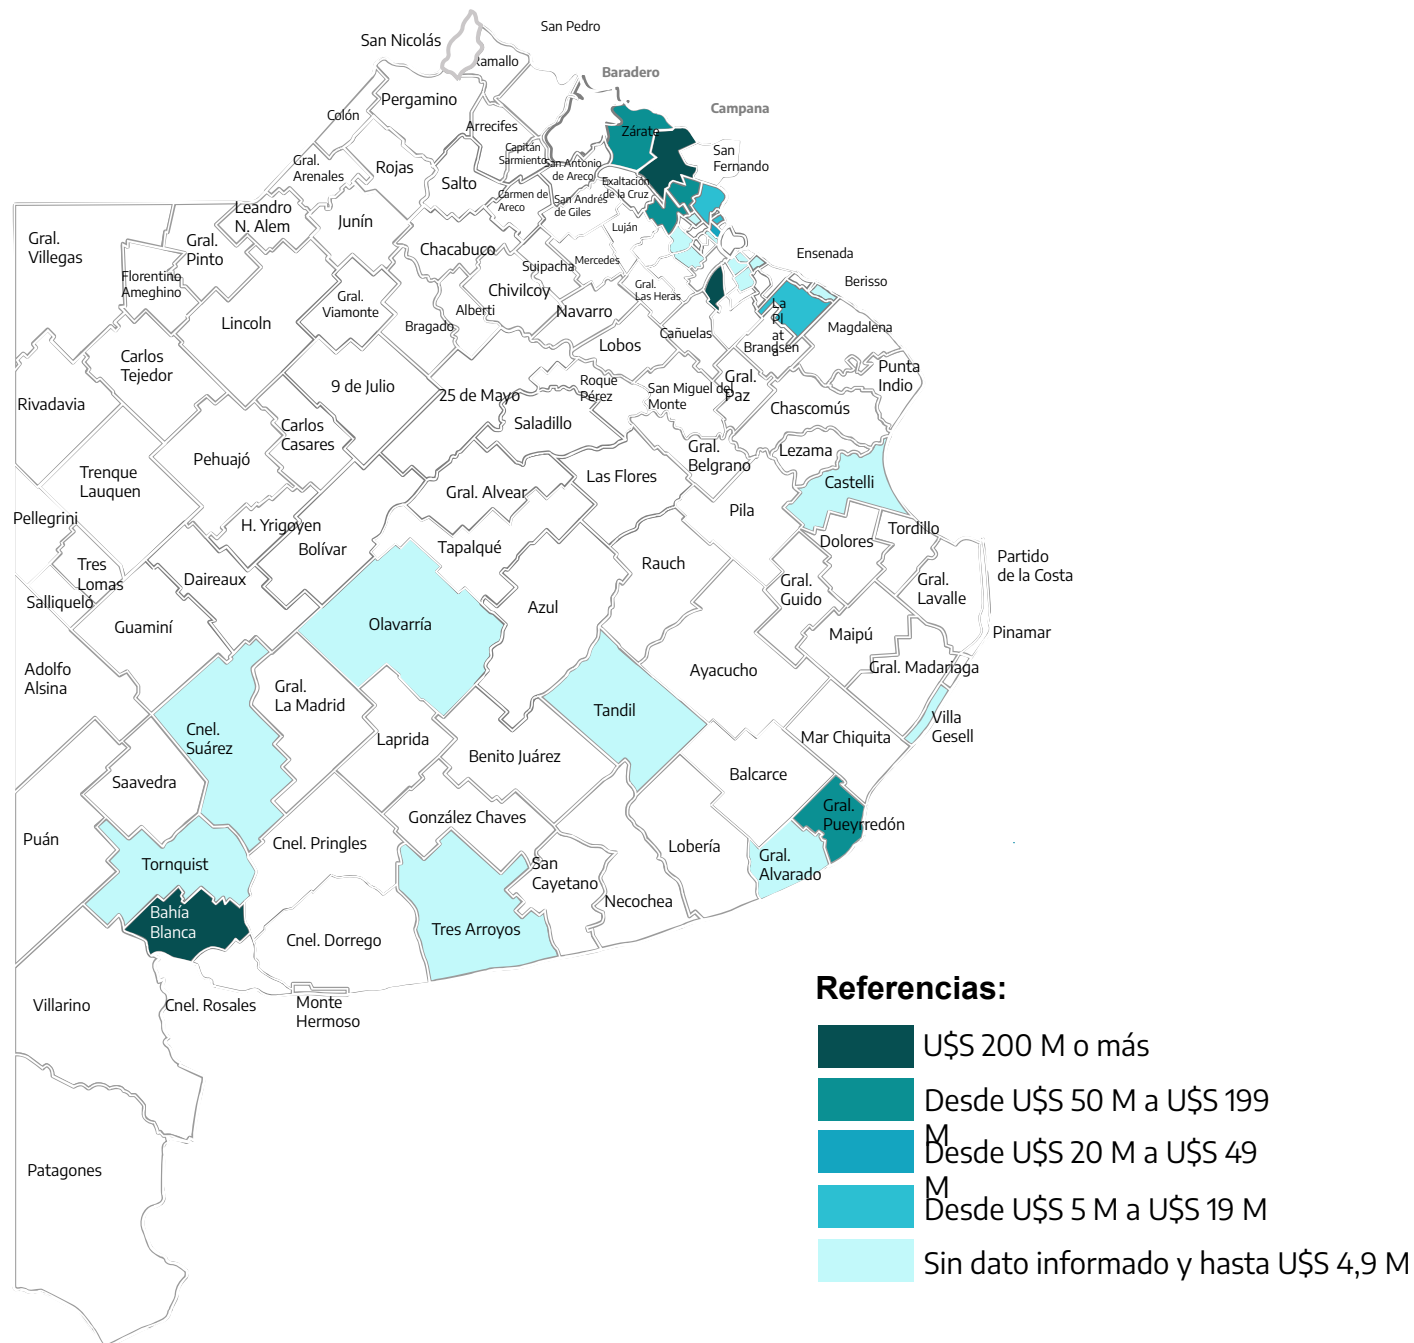 San Pedro
San Nicolás
Ramallo
Baradero
Pergamino
Campana
Colón
Arrecifes
Zárate
Capitán
Sarmiento
San
Fernando
Gral.
Arenales
Rojas
Salto
San Antonio
de Areco
Exaltación
de la Cruz
Carmen de
Areco
San Andrés
de Giles
Leandro
N. Alem
Junín
Luján
Gral.
Villegas
Gral.
Pinto
Chacabuco
Suipacha
Mercedes
Ensenada
Florentino
Ameghino
Berisso
Gral.
Viamonte
Chivilcoy
Gral.
Las Heras
Alberti
Navarro
La
Pl
at
a
Lincoln
Bragado
Cañuelas
Magdalena
Lobos
Brandsen
Carlos
Tejedor
Punta
Indio
9 de Julio
Roque
Pérez
San Miguel del
Monte
Gral.
Paz
Rivadavia
25 de Mayo
Chascomús
Saladillo
Carlos
Casares
Gral.
Belgrano
Lezama
Pehuajó
Trenque
Lauquen
Las Flores
Castelli
Gral. Alvear
Pila
Pellegrini
H. Yrigoyen
Tordillo
Bolívar
Tapalqué
Dolores
Tres
Lomas
Rauch
Partido
de la Costa
Daireaux
Gral.
Guido
Gral.
Lavalle
Salliqueló
Azul
Guaminí
Olavarría
Maipú
Pinamar
Adolfo
Alsina
Ayacucho
Gral. Madariaga
Gral.
La Madrid
Tandil
Cnel.
Suárez
Villa
Gesell
Laprida
Mar Chiquita
Benito Juárez
Saavedra
Balcarce
Gral.
Pueyrredón
González Chaves
Puán
Cnel. Pringles
Lobería
Tornquist
San
Cayetano
Gral.
Alvarado
Necochea
Bahía
Blanca
Tres Arroyos
Cnel. Dorrego
Villarino
Cnel. Rosales
Monte
Hermoso
Patagones
Referencias:
U$S 200 M o más
Desde U$S 50 M a U$S 199
M
Desde U$S 20 M a U$S 49
M
Desde U$S 5 M a U$S 19 M
Sin dato informado y hasta U$S 4,9 M